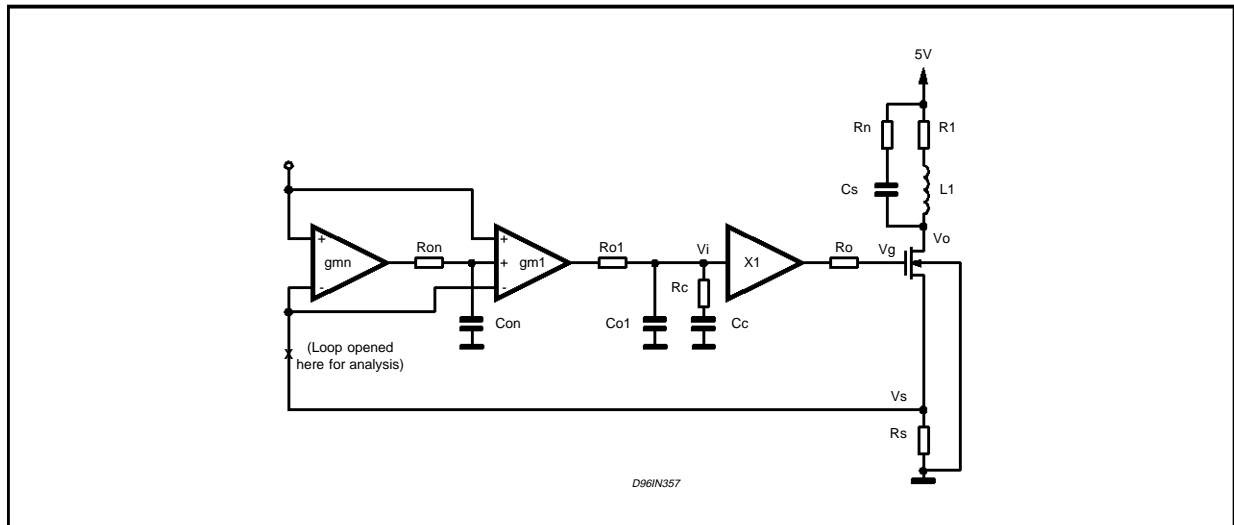 5V
Rn
R1
Cs
L1
+
gmn
-
Ron
+
+
gm1
-
Ro1
Vi
X1
Ro
Vg
Vo
Rc
Con
Co1
Cc
(Loop opened
here for analysis)
Vs
Rs
D96IN357